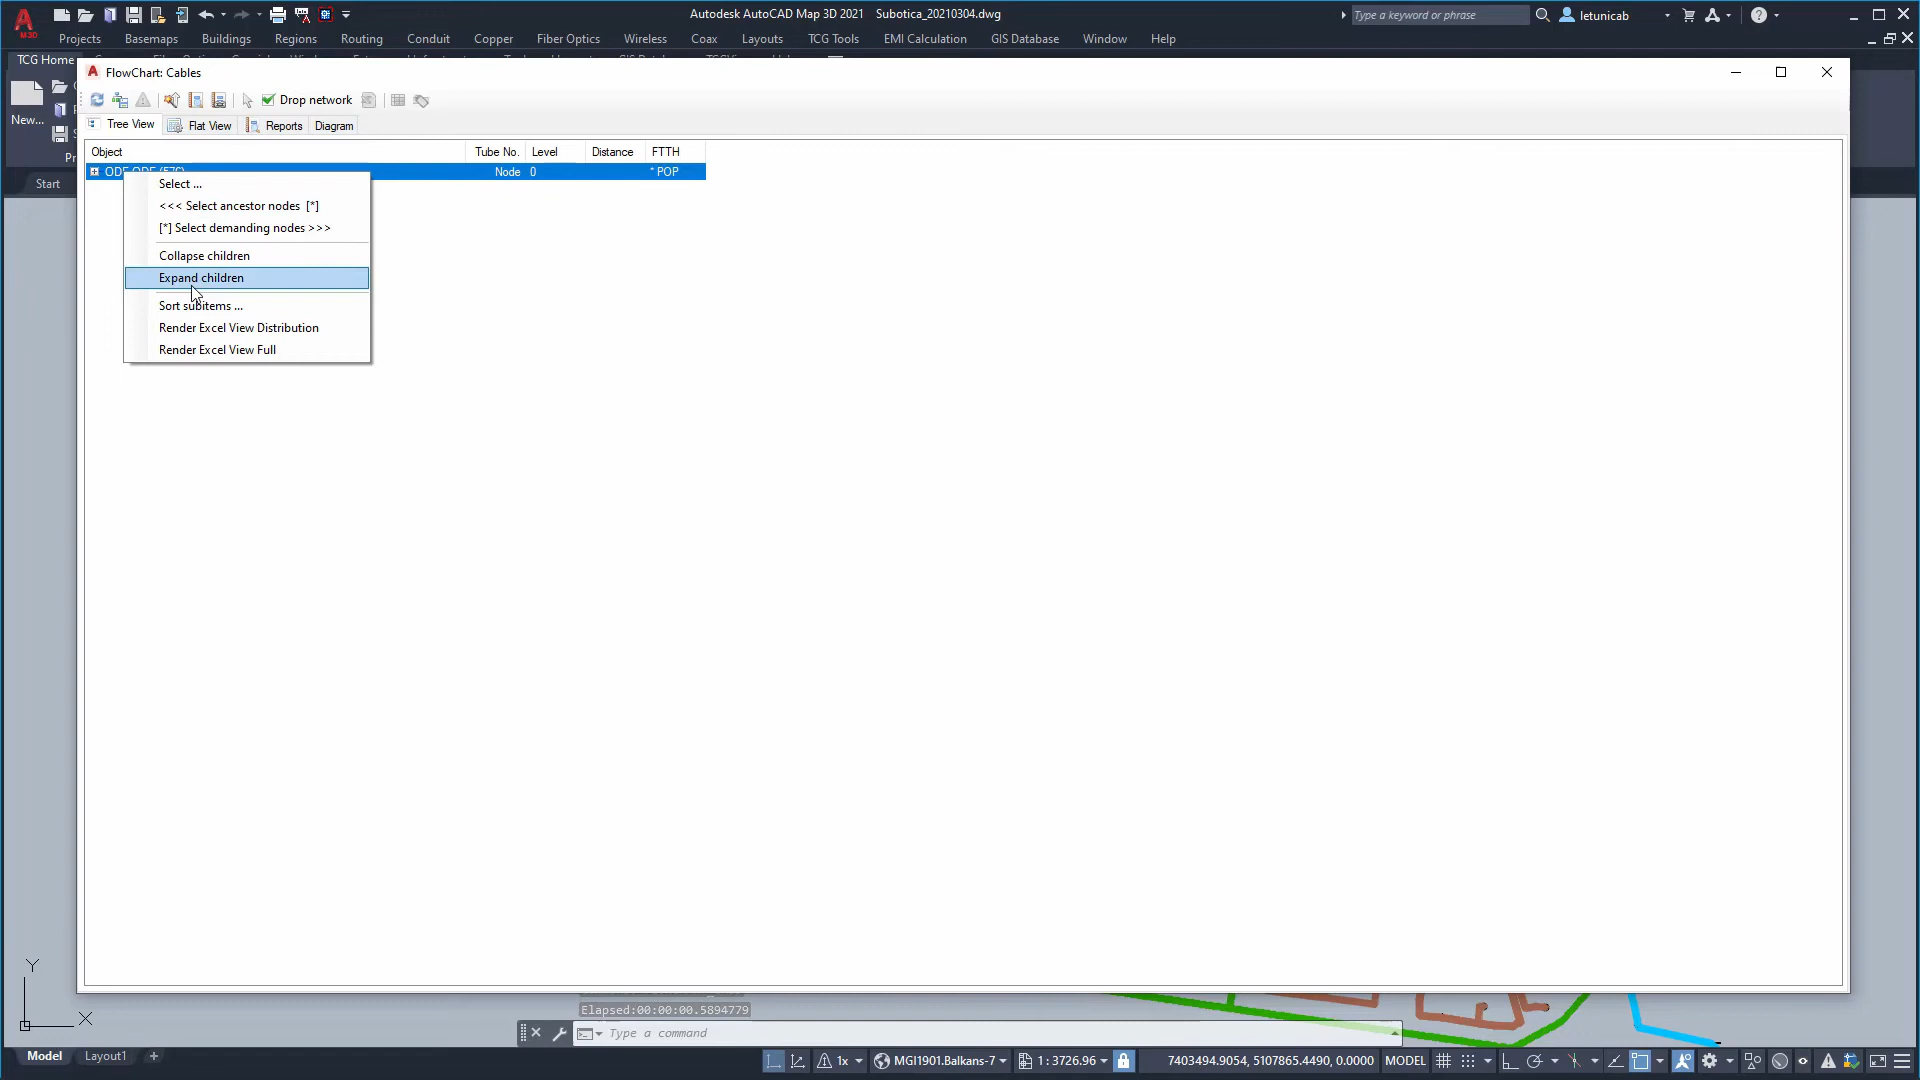 Autodesk AutoCAD Map 3D 2021 Subotica_20210304.dwg
Type a keyword or phrase
letunicab
M3D
Projects Basemaps Buildings Regions Routing Conduit Copper Fiber Optics Wireless Coax Layouts TCG Tools EMI Calculation GIS Database Window Help
TCG Home
FlowChart: Cables
New...
Drop network
Tree View Flat View Reports Diagram
Object Tube No. Level Distance FTTH
Node 0 * POP
Start
Select ...
<<< Select ancestor nodes [*]
[*] Select demanding nodes >>>
Collapse children
Expand children
Sort subitems ...
Render Excel View Distribution
Render Excel View Full
Y
X
Elapsed:00:00:00.5894779
Type a command
Model Layout1 +
1x MGI1901.Balkans-7 1 : 3726.96 7403494.9054, 5107865.4490, 0.0000 MODEL